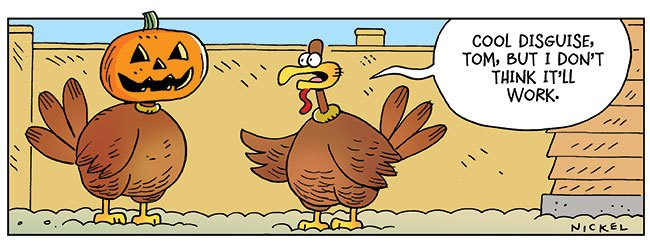 COOL DISGUISE,
TOM, BUT I DON'T
THINK IT'LL
WORK.
NICKEL